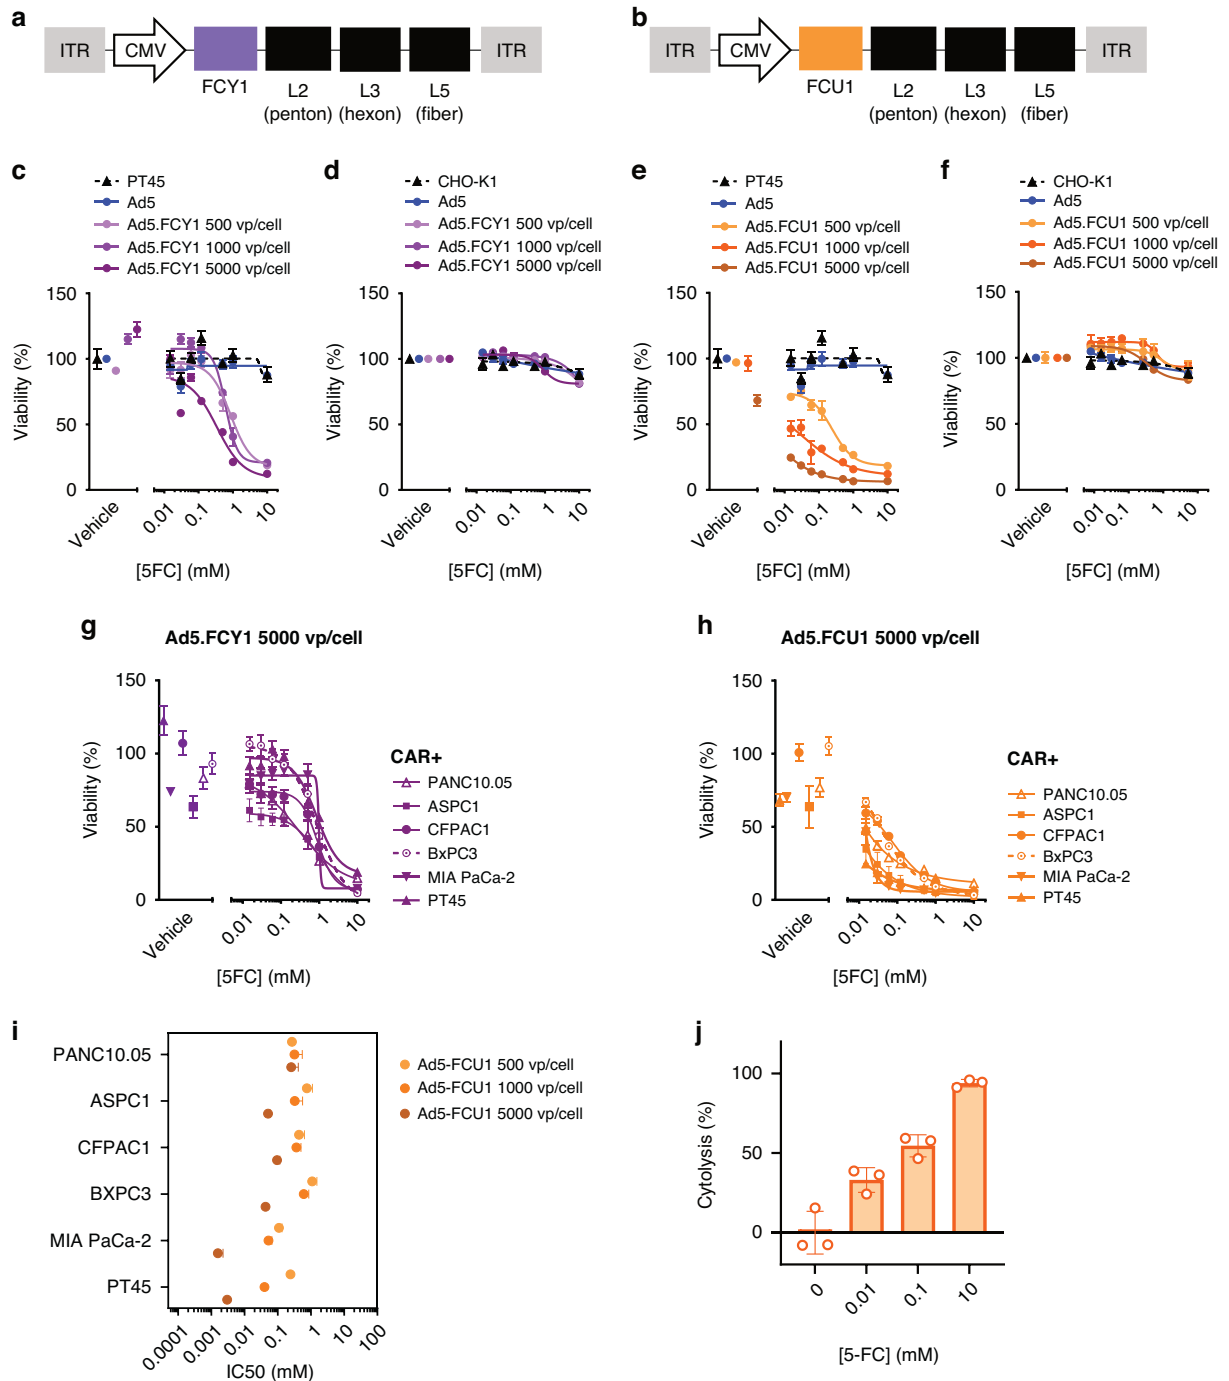 a
ITR
CMV
ITR
FCY1
L2
(penton)
L3
(hexon)
L5
(fiber)
b
ITR
CMV
ITR
FCU1
L2
(penton)
L3
(hexon)
L5
(fiber)
c
PT45
Ad5
Ad5.FCY1 500 vp/cell
Ad5.FCY1 1000 vp/cell
Ad5.FCY1 5000 vp/cell
Viability (%)
150
100
50
0
Vehicle
0.01
0.1
1
10
[5FC] (mM)
d
CHO-K1
Ad5
Ad5.FCY1 500 vp/cell
Ad5.FCY1 1000 vp/cell
Ad5.FCY1 5000 vp/cell
Viability (%)
150
100
50
0
Vehicle
0.01
0.1
1
10
[5FC] (mM)
e
PT45
Ad5
Ad5.FCU1 500 vp/cell
Ad5.FCU1 1000 vp/cell
Ad5.FCU1 5000 vp/cell
Viability (%)
150
100
50
0
Vehicle
0.01
0.1
1
10
[5FC] (mM)
f
CHO-K1
Ad5
Ad5.FCU1 500 vp/cell
Ad5.FCU1 1000 vp/cell
Ad5.FCU1 5000 vp/cell
Viability (%)
150
100
50
0
Vehicle
0.01
0.1
1
10
[5FC] (mM)
g
Ad5.FCY1 5000 vp/cell
Viability (%)
150
100
50
0
Vehicle
0.01
0.1
1
10
[5FC] (mM)
CAR+
PANC10.05
ASPC1
CFPAC1
BxPC3
MIA PaCa-2
PT45
h
Ad5.FCU1 5000 vp/cell
Viability (%)
150
100
50
0
Vehicle
0.01
0.1
1
10
[5FC] (mM)
CAR+
PANC10.05
ASPC1
CFPAC1
BxPC3
MIA PaCa-2
PT45
i
PANC10.05
ASPC1
CFPAC1
BXPC3
MIA PaCa-2
PT45
0.0001
0.001
0.01
0.1
1
10
100
IC50 (mM)
Ad5-FCU1 500 vp/cell
Ad5-FCU1 1000 vp/cell
Ad5-FCU1 5000 vp/cell
j
Cytolysis (%)
100
50
0
0
0.01
0.1
10
[5-FC] (mM)